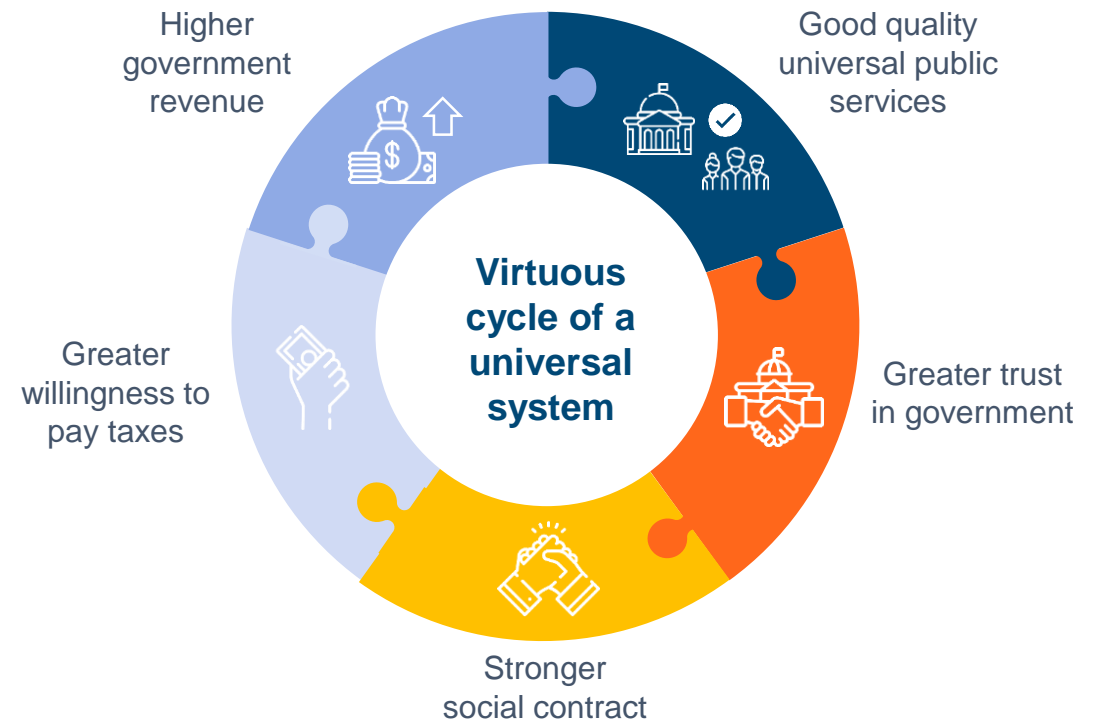 Higher
government
revenue
Good quality
universal public
services
Virtuous
cycle of a
universal
system
Greater
willingness to
pay taxes
Greater trust
in government
Stronger
social contract
$